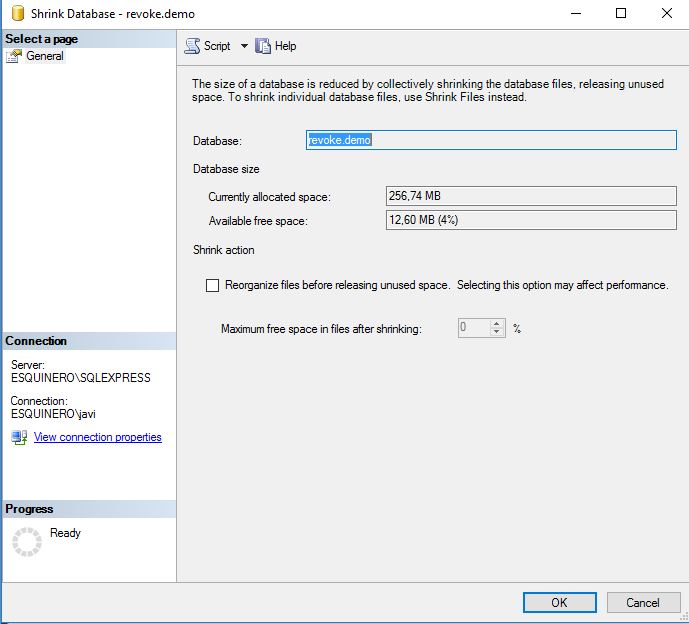 Shrink Database - revoke.demo
Select a page
General
Script Help
The size of a database is reduced by collectively shrinking the database files, releasing unused
space. To shrink individual database files, use Shrink Files instead.
Database: revoke.demo
Database size
Currently allocated space: 256,74 MB
Available free space: 12,60 MB (4%)
Shrink action
Reorganize files before releasing unused space. Selecting this option may affect performance.
Maximum free space in files after shrinking: 0 %
Connection
Server:
ESQUINERO\SQLEXPRESS
Connection:
ESQUINERO\javi
View connection properties
Progress
Ready
OK Cancel